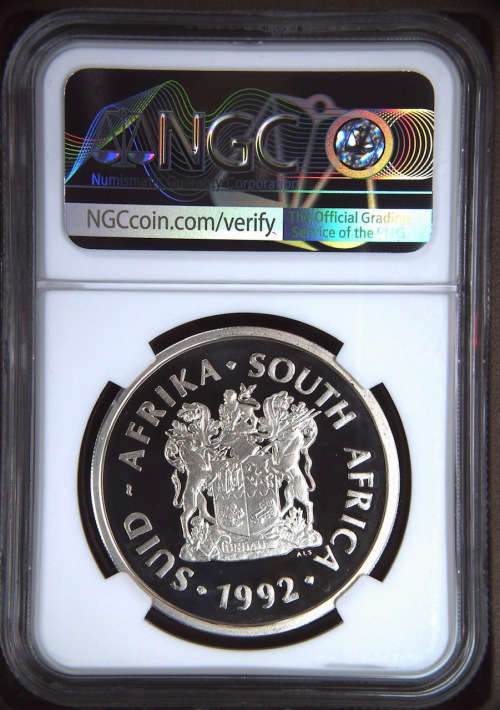 NGC
Numismatic Guaranty Corporation
NGCcoin.com/verify
The Official Grading
Service of the PNG
SUID - AFRIKA · SOUTH AFRICA · 1992 ·
ALS